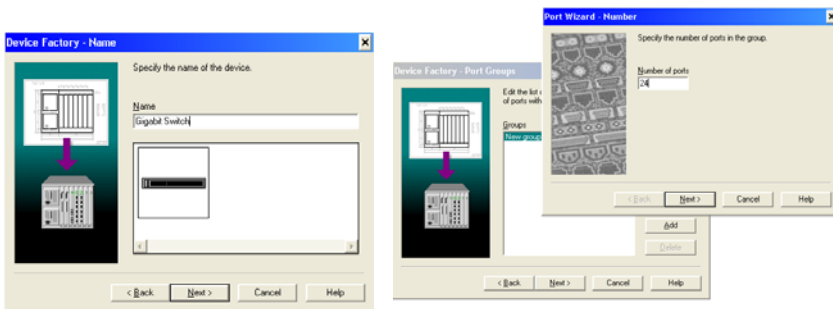 Device Factory - Name
Specify the name of the device.
Name
Gigabit Switch
< Back
Next >
Cancel
Help
Device Factory - Port Groups
Edit the list
of ports with
Groups
New group
Add
Delete
< Back
Next >
Cancel
Help
Port Wizard - Number
Specify the number of ports in the group.
Number of ports
24
< Back
Next >
Cancel
Help